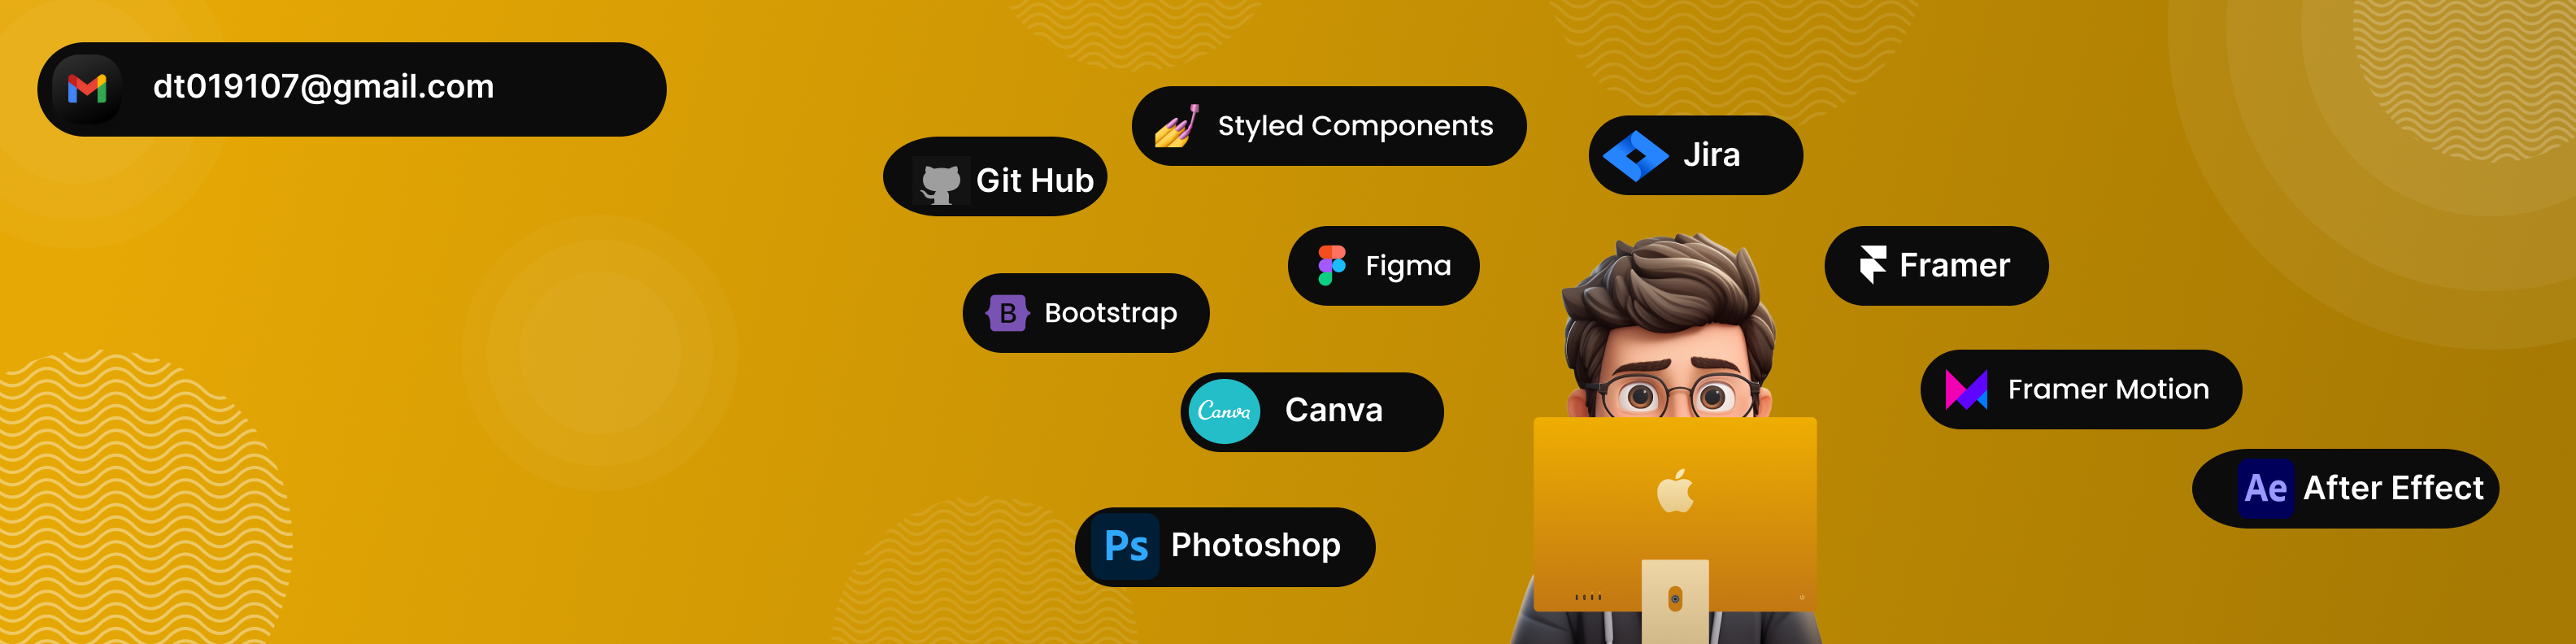 dt019107@gmail.com
Styled Components
Jira
Git Hub
Figma
Framer
B Bootstrap
Canva Canva
Framer Motion
Ae After Effect
Ps Photoshop